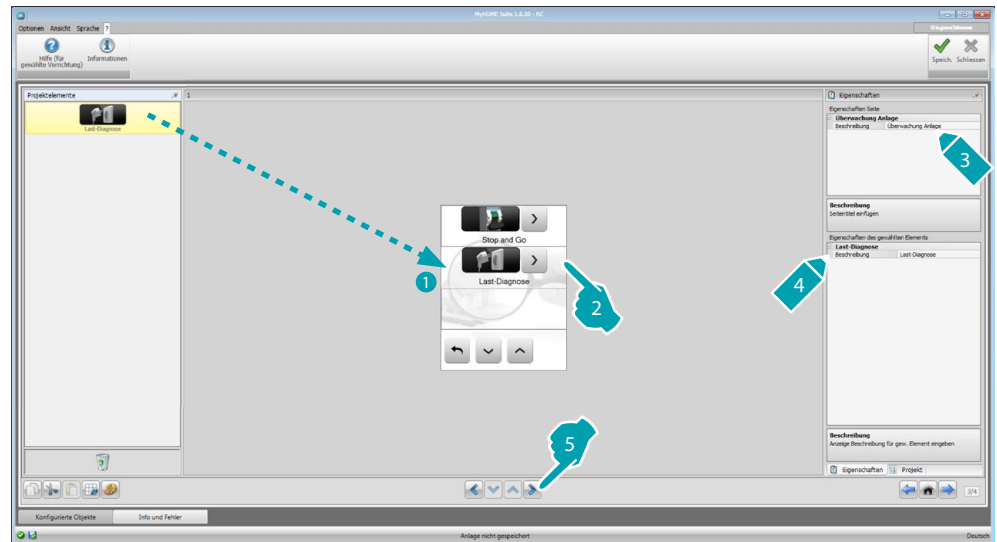 MyHOME Suite 1.0.20 - RC
Optionen Ansicht Sprache ?
Hilfe (für gewählte Vorrichtung)
Informationen
Speich. Schliessen
Projektelemente
Last-Diagnose
1
Stop and Go
Last-Diagnose
1
2
3
4
5
Eigenschaften
Eigenschaften Seite
Überwachung Anlage
Beschreibung Überwachung Anlage
Beschreibung
Seitentitel einfügen
Eigenschaften des gewählten Elements
Last-Diagnose
Beschreibung Last-Diagnose
Beschreibung
Anzeige Beschreibung für gew. Element eingeben
Eigenschaften Projekt
3/4
Konfigurierte Objekte Info und Fehler
Anlage nicht gespeichert
Deutsch